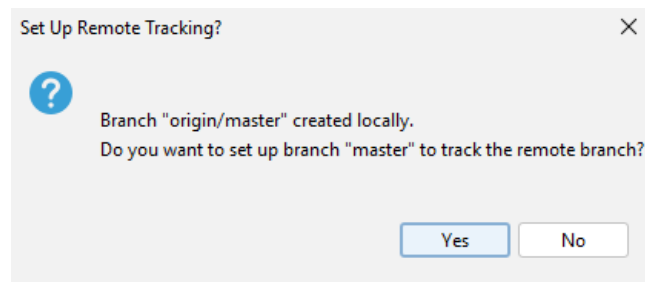 Set Up Remote Tracking?
Branch "origin/master" created locally.
Do you want to set up branch "master" to track the remote branch?
Yes No